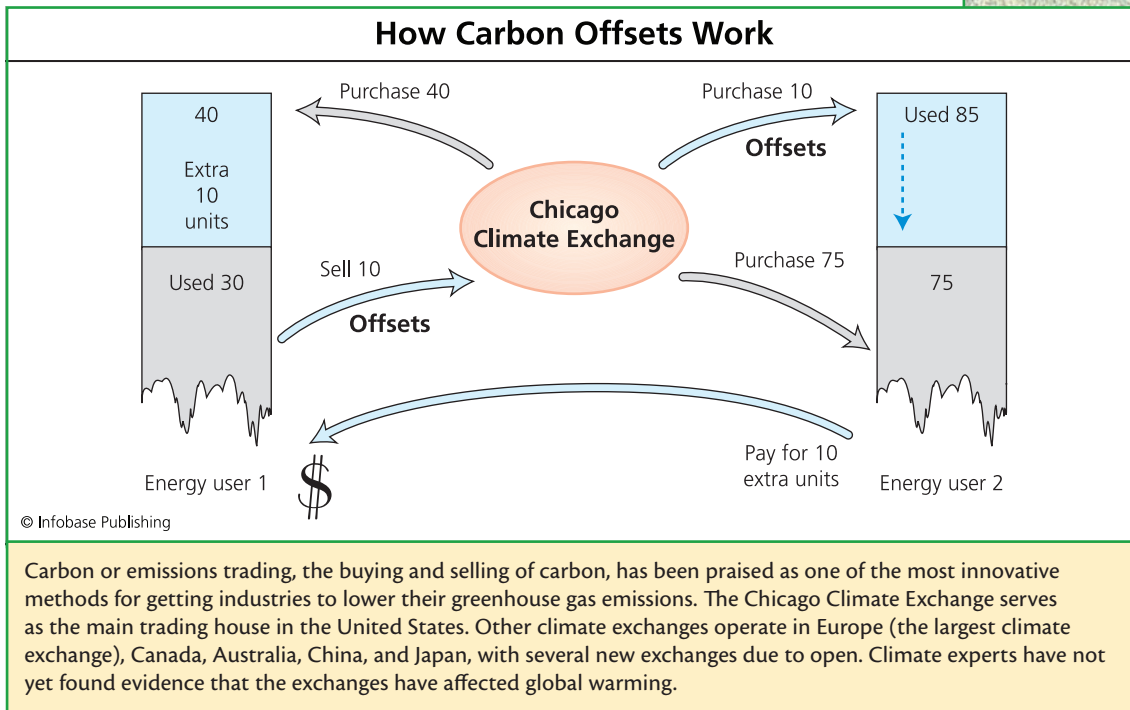 How Carbon Offsets Work
Purchase 40
Purchase 10
40
Used 85
Offsets
Extra
10
units
Chicago
Climate Exchange
Purchase 75
Sell 10
Used 30
75
Offsets
Pay for 10
extra units
Energy user 1
$
Energy user 2
© Infobase Publishing
Carbon or emissions trading, the buying and selling of carbon, has been praised as one of the most innovative
methods for getting industries to lower their greenhouse gas emissions. The Chicago Climate Exchange serves
as the main trading house in the United States. Other climate exchanges operate in Europe (the largest climate
exchange), Canada, Australia, China, and Japan, with several new exchanges due to open. Climate experts have not
yet found evidence that the exchanges have affected global warming.